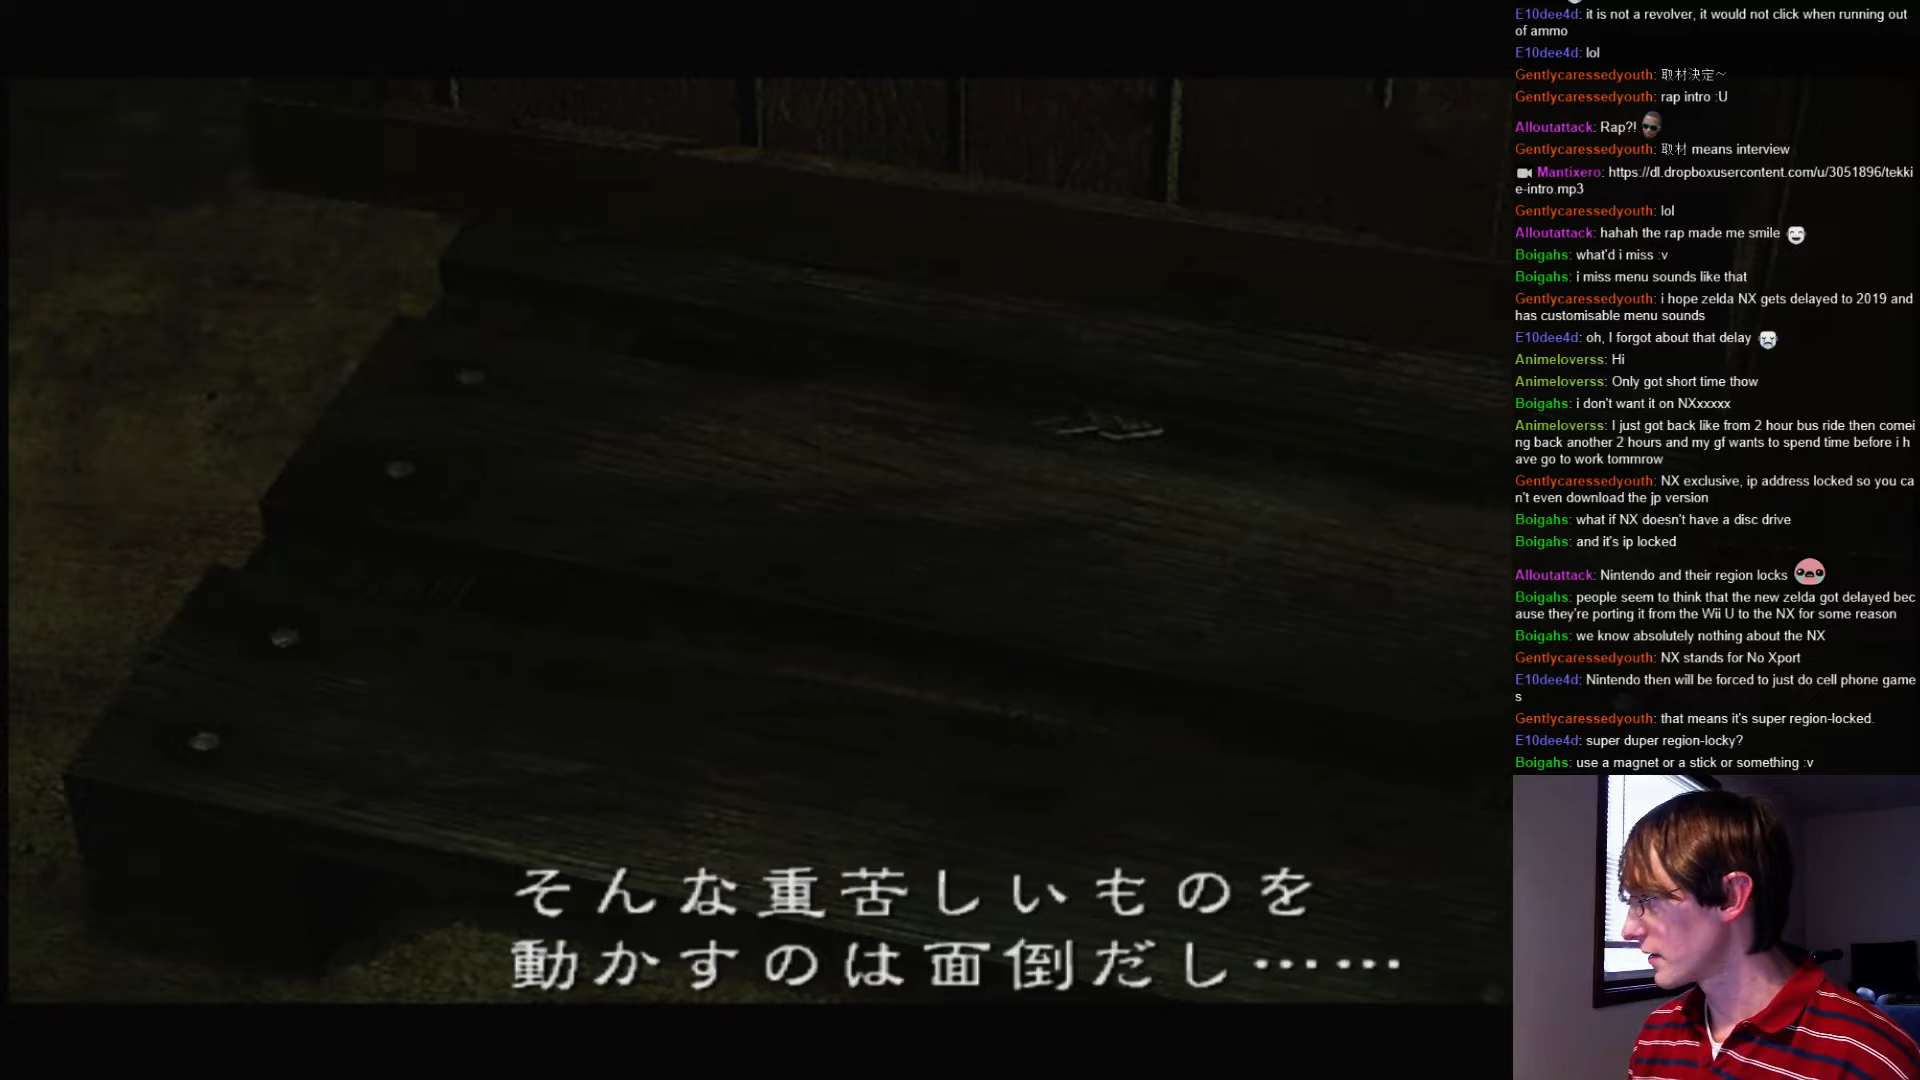 E10dee4d: it is not a revolver, it would not click when running out
of ammo
E10dee4d: lol
Gentlycaressedyouth: 取材決定~
Gentlycaressedyouth: rap intro :U
Alloutattack: Rap?!
Gentlycaressedyouth: 取材 means interview
Mantixero: https://dl.dropboxusercontent.com/u/3051896/tekki
e-intro.mp3
Gentlycaressedyouth: lol
Alloutattack: hahah the rap made me smile
Boigahs: what'd i miss :v
Boigahs: i miss menu sounds like that
Gentlycaressedyouth: i hope zelda NX gets delayed to 2019 and
has customisable menu sounds
E10dee4d: oh, I forgot about that delay
Animeloverss: Hi
Animeloverss: Only got short time thow
Boigahs: i don't want it on NXxxxxx
Animeloverss: I just got back like from 2 hour bus ride then comei
ng back another 2 hours and my gf wants to spend time before i h
ave go to work tommrow
Gentlycaressedyouth: NX exclusive, ip address locked so you ca
n't even download the jp version
Boigahs: what if NX doesn't have a disc drive
Boigahs: and it's ip locked
Alloutattack: Nintendo and their region locks
Boigahs: people seem to think that the new zelda got delayed bec
ause they're porting it from the Wii U to the NX for some reason
Boigahs: we know absolutely nothing about the NX
Gentlycaressedyouth: NX stands for No Xport
E10dee4d: Nintendo then will be forced to just do cell phone game
s
Gentlycaressedyouth: that means it's super region-locked.
E10dee4d: super duper region-locky?
Boigahs: use a magnet or a stick or something :v
そんな重苦しいものを
動かすのは面倒だし……